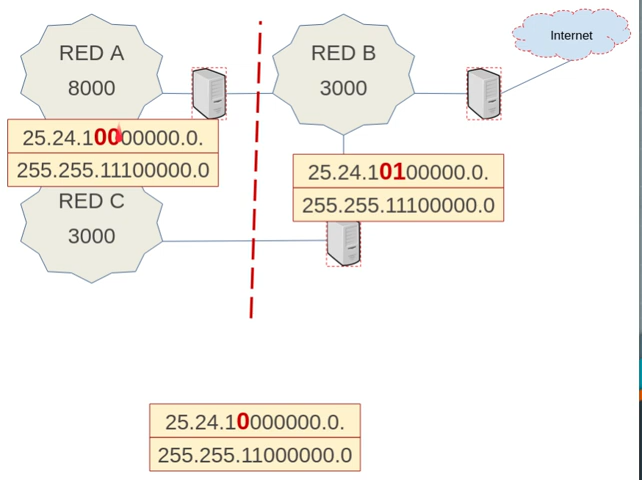 RED A
8000
RED B
3000
Internet
25.24.10000000.0.
255.255.11100000.0
25.24.10100000.0.
255.255.11100000.0
RED C
3000
25.24.10000000.0.
255.255.11000000.0